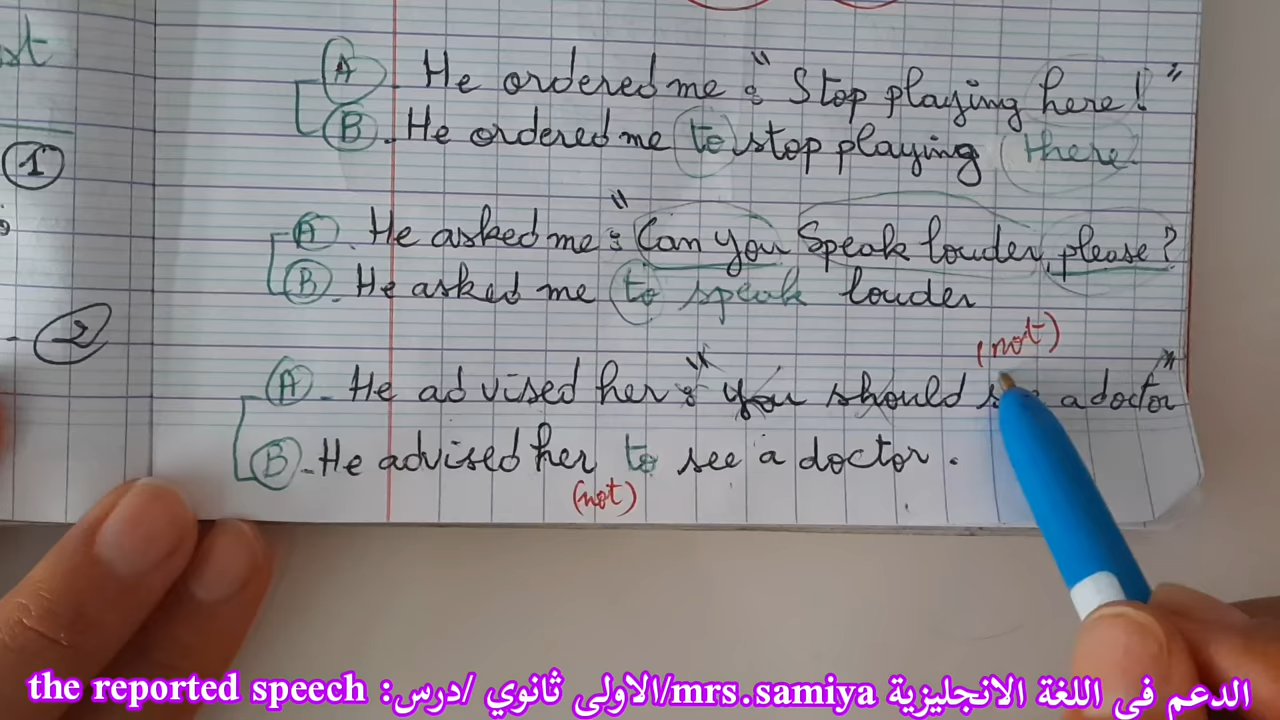 st
A. He ordered me : "Stop playing here!"
B. He ordered me to stop playing there.
1
A. He asked me : "Can you speak louder, please?
B. He asked me to speak louder
2
(not)
A. He advised her : "you should see a doctor"
B. He advised her to see a doctor.
(not)
الدعم في اللغة الانجليزية mrs.samiya/الاولى ثانوي /درس: the reported speech